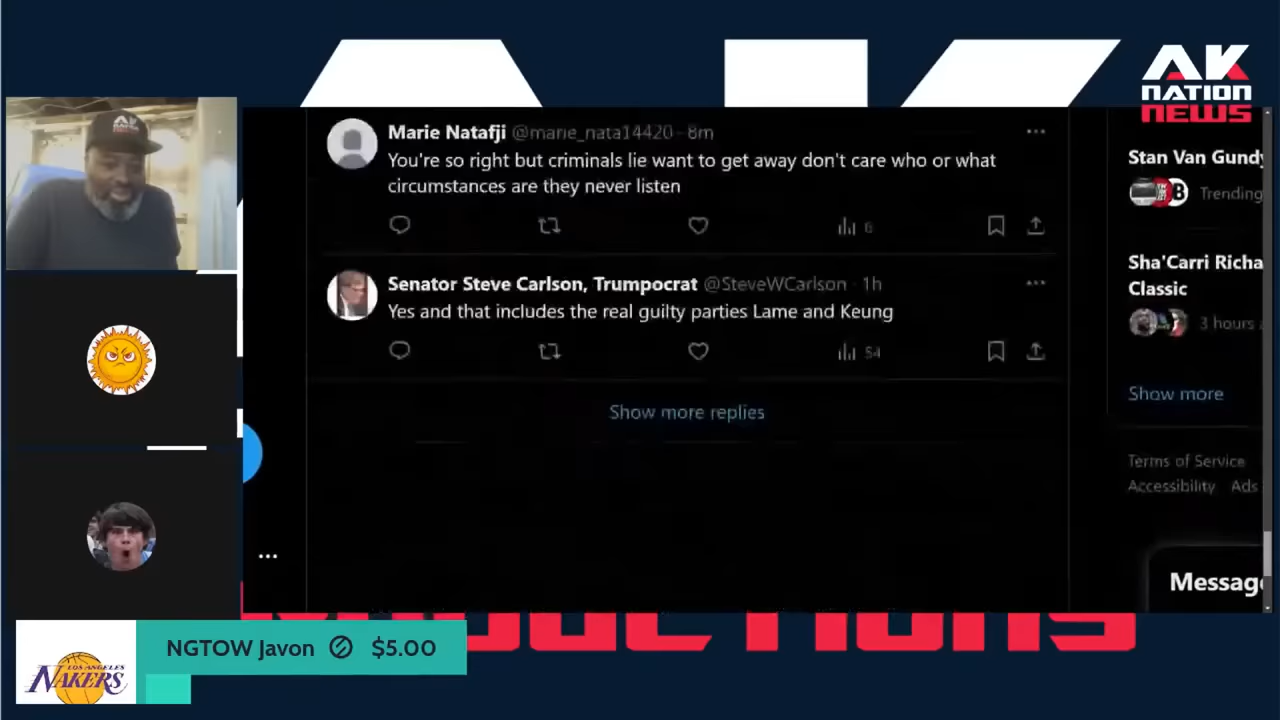 AK
NATION
NEWS
Marie Natafji @marie_nata14420 · 8m
You're so right but criminals lie want to get away don't care who or what
circumstances are they never listen
6
Senator Steve Carlson, Trumpocrat @SteveWCarlson · 1h
Yes and that includes the real guilty parties Lame and Keung
54
Show more replies
Stan Van Gundy
Trending
Sha'Carri Richa
Classic
3 hours a
Show more
Terms of Service
Accessibility Ads
Messag
NGTOW Javon $5.00
LOS ANGELES
NAKERS